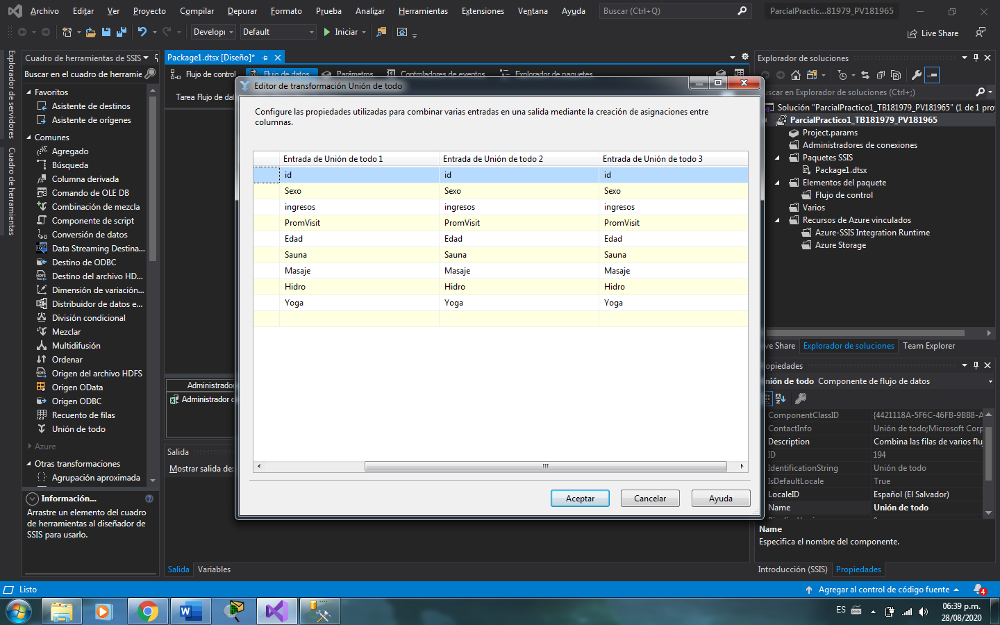 Archivo Editar Ver Proyecto Compilar Depurar Formato Prueba Analizar Herramientas Extensiones Ventana Ayuda Buscar (Ctrl+Q) ParcialPractic...81979_PV181965
Default Iniciar Live Share
Explorador de servidores
Cuadro de herramientas
Cuadro de herramientas de SSIS
Buscar en el cuadro de herramie
Favoritos
Asistente de destinos
Asistente de orígenes
Comunes
Agregado
Búsqueda
Columna derivada
Comando de OLE DB
Combinación de mezcla
Componente de script
Conversión de datos
Data Streaming Destina...
Destino de ODBC
Destino del archivo HD...
Dimensión de variación...
Distribuidor de datos e...
División condicional
Mezclar
Multidifusión
Ordenar
Origen del archivo HDFS
Origen OData
Origen ODBC
Recuento de filas
Unión de todo
Azure
Otras transformaciones
Agrupación aproximada
Información...
Arrastre un elemento del cuadro
de herramientas al diseñador de
SSIS para usarlo.
Package1.dtsx [Diseño]*
Flujo de control Flujo de datos Parámetros Controladores de eventos Explorador de paquetes
Tarea Flujo de dat
Editor de transformación Unión de todo
Configure las propiedades utilizadas para combinar varias entradas en una salida mediante la creación de asignaciones entre
columnas.
Entrada de Unión de todo 1 Entrada de Unión de todo 2 Entrada de Unión de todo 3
id id id
Sexo Sexo Sexo
ingresos ingresos ingresos
PromVisit PromVisit PromVisit
Edad Edad Edad
Sauna Sauna Sauna
Masaje Masaje Masaje
Hidro Hidro Hidro
Yoga Yoga Yoga
Aceptar Cancelar Ayuda
Administrador
Administrador
Salida
Mostrar salida de:
Salida Variables
Explorador de soluciones
scar en Explorador de soluciones (Ctrl+;)
Solución "ParcialPractico1_TB181979_PV181965" (1 de 1 pro
ParcialPractico1_TB181979_PV181965
Project.params
Administradores de conexiones
Paquetes SSIS
Package1.dtsx
Elementos del paquete
Flujo de control
Varios
Recursos de Azure vinculados
Azure-SSIS Integration Runtime
Azure Storage
ve Share Explorador de soluciones Team Explorer
opiedades
nión de todo Componente de flujo de datos
ComponentClassID {4421118A-5F6C-46FB-9BB8-A
ContactInfo Unión de todo;Microsoft Corp
Description Combina las filas de varios fluj
ID 194
IdentificationString Unión de todo
IsDefaultLocale True
LocaleID Español (El Salvador)
Name Unión de todo
Name
Especifica el nombre del componente.
Introducción (SSIS) Propiedades
Listo Agregar al control de código fuente 4
ES 06:39 p.m.
28/08/2020